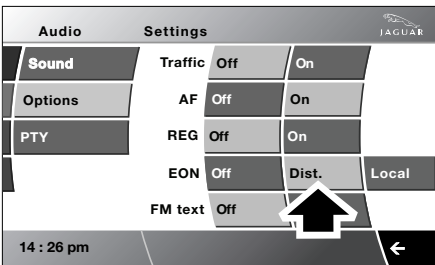 Audio Settings JAGUAR
Sound Traffic Off On
Options AF Off On
PTY REG Off On
EON Off Dist. Local
FM text Off
14 : 26 pm